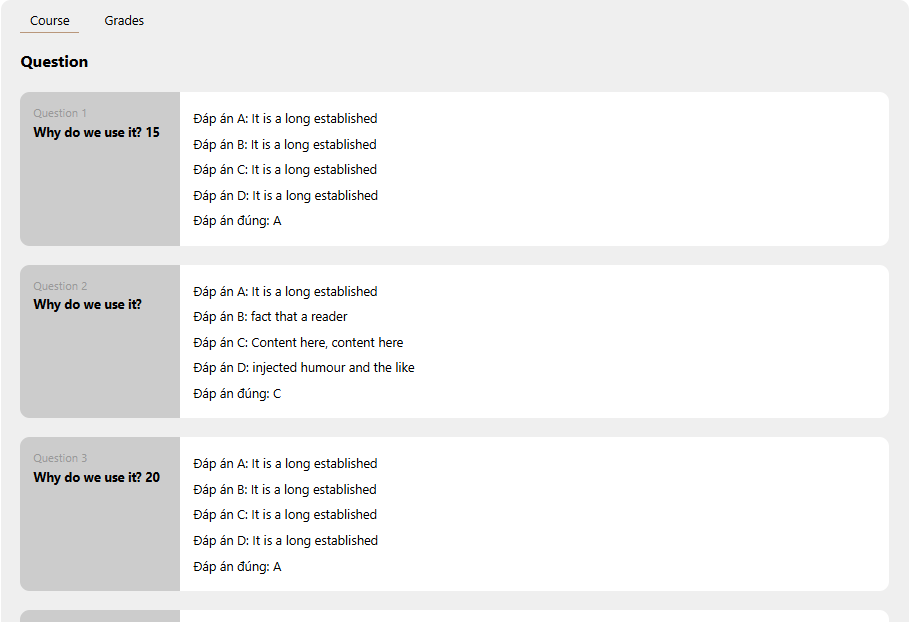 Course Grades
Question
Question 1
Why do we use it? 15
Đáp án A: It is a long established
Đáp án B: It is a long established
Đáp án C: It is a long established
Đáp án D: It is a long established
Đáp án đúng: A
Question 2
Why do we use it?
Đáp án A: It is a long established
Đáp án B: fact that a reader
Đáp án C: Content here, content here
Đáp án D: injected humour and the like
Đáp án đúng: C
Question 3
Why do we use it? 20
Đáp án A: It is a long established
Đáp án B: It is a long established
Đáp án C: It is a long established
Đáp án D: It is a long established
Đáp án đúng: A